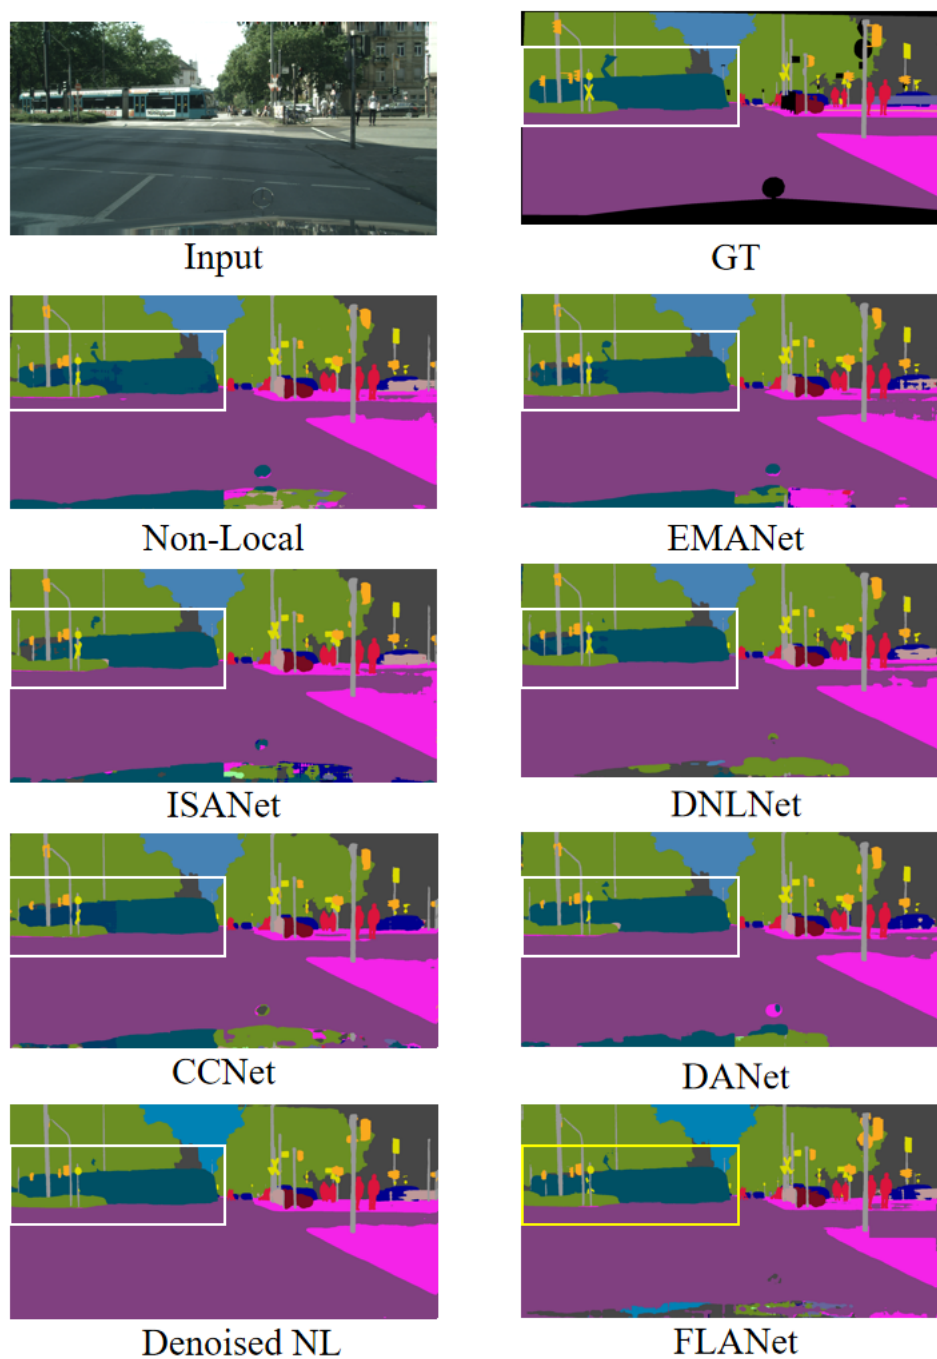 Input
GT
Non-Local
EMANet
ISANet
DNLNet
CCNet
DANet
Denoised NL
FLANet